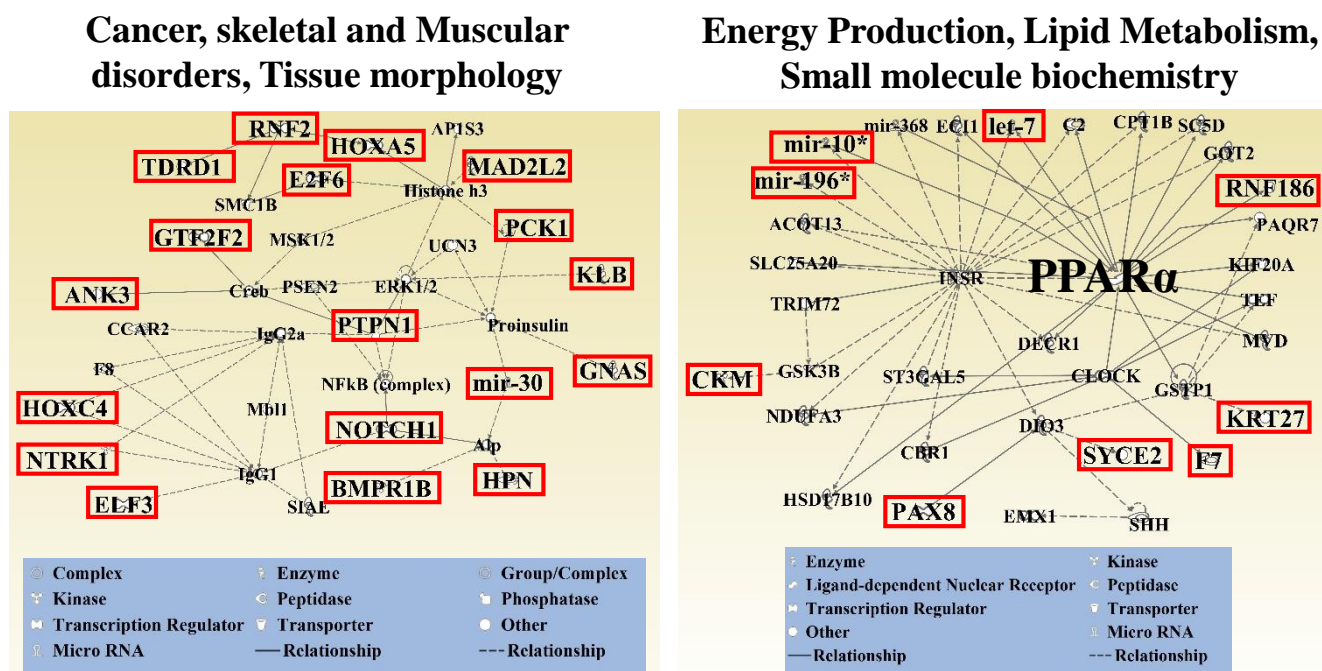 Cancer, skeletal and Muscular
disorders, Tissue morphology
RNF2
AP1S3
HOXA5
TDRD1
MAD2L2
E2F6
Histone h3
SMC1B
PCK1
GTF2F2
MSK1/2
UCN3
KLB
ANK3
Creb
PSEN2
ERK1/2
CCAR2
IgG2a
PTPN1
Proinsulin
F8
GNAS
NFkB (complex)
mir-30
HOXC4
Mbl1
NOTCH1
Alp
NTRK1
IgG1
HPN
BMPR1B
ELF3
SIAE
Complex
Enzyme
Group/Complex
Kinase
Peptidase
Phosphatase
Transcription Regulator
Transporter
Other
Micro RNA
Relationship
Relationship
Energy Production, Lipid Metabolism,
Small molecule biochemistry
mir-368
ECI1
let-7
C2
CPT1B
SC5D
mir-10*
GOT2
mir-196*
RNF186
ACOT13
PAQR7
SLC25A20
INSR
PPARα
KIF20A
TRIM72
TEF
DECR1
MVD
CKM
GSK3B
ST3GAL5
CLOCK
GSTP1
NDUFA3
DIO3
KRT27
CBR1
SYCE2
F7
HSD17B10
PAX8
EMX1
SHH
Enzyme
Kinase
Ligand-dependent Nuclear Receptor
Peptidase
Transcription Regulator
Transporter
Other
Micro RNA
Relationship
Relationship